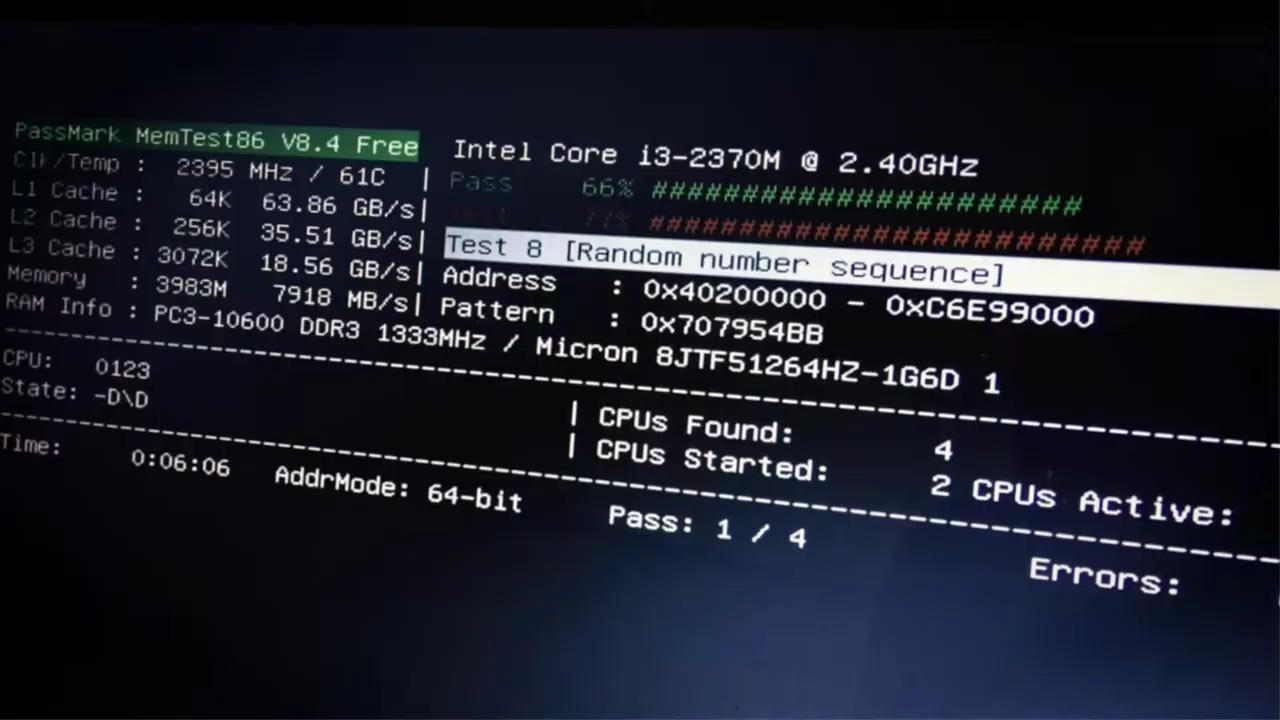 PassMark MemTest86 V8.4 Free
Intel Core i3-2370M @ 2.40GHz
Clk/Temp : 2395 MHz / 61C |
Pass 66% ########################
L1 Cache : 64K 63.86 GB/s|
Test 77% ############################
L2 Cache : 256K 35.51 GB/s|
Test 8 [Random number sequence]
L3 Cache : 3072K 18.56 GB/s|
Address : 0x40200000 - 0xC6E99000
Memory : 3983M 7918 MB/s|
Pattern : 0x707954BB
RAM Info : PC3-10600 DDR3 1333MHz / Micron 8JTF51264HZ-1G6D 1
CPU: 0123
| CPUs Found: 4
State: -D\D
| CPUs Started: 2 CPUs Active:
Time: 0:06:06 AddrMode: 64-bit Pass: 1 / 4 Errors: